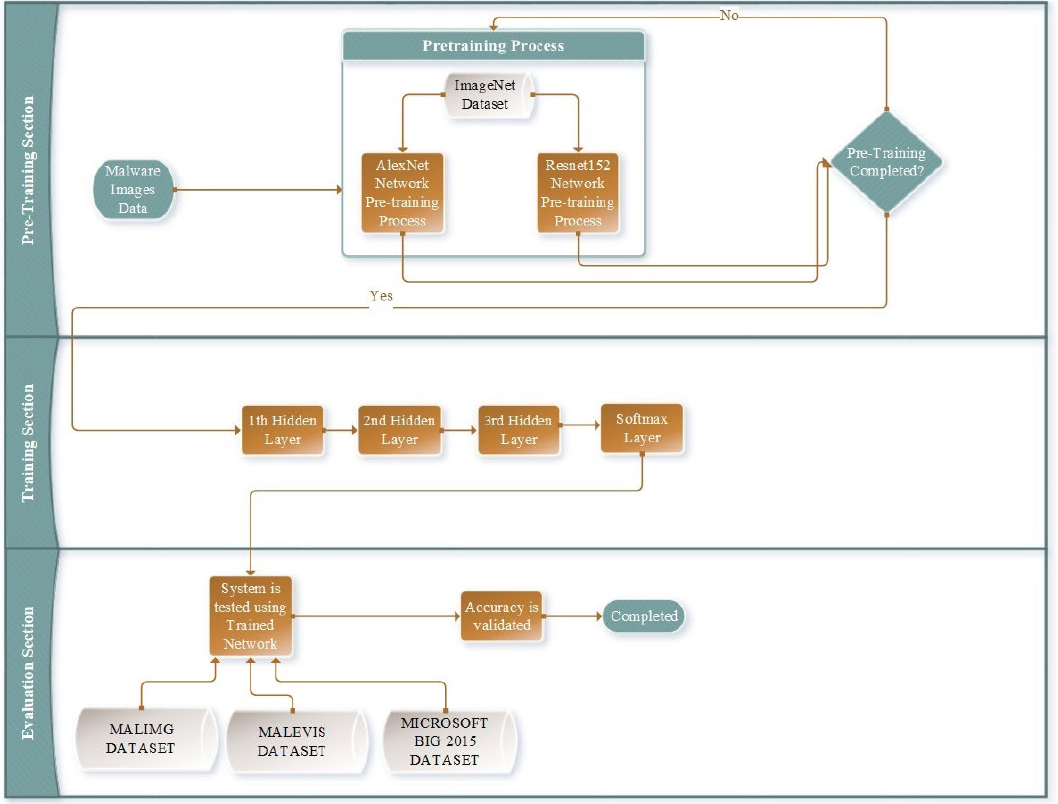 Pre-Training Section
No
Pretraining Process
ImageNet
Dataset
Malware
Images
Data
AlexNet
Network
Pre-training
Process
Resnet152
Network
Pre-training
Process
Pre-Training
Completed?
Yes
Training Section
1th Hidden
Layer
2nd Hidden
Layer
3rd Hidden
Layer
Softmax
Layer
Evaluation Section
System is
tested using
Trained
Network
Accuracy is
validated
Completed
MALIMG
DATASET
MALEVIS
DATASET
MICROSOFT
BIG 2015
DATASET